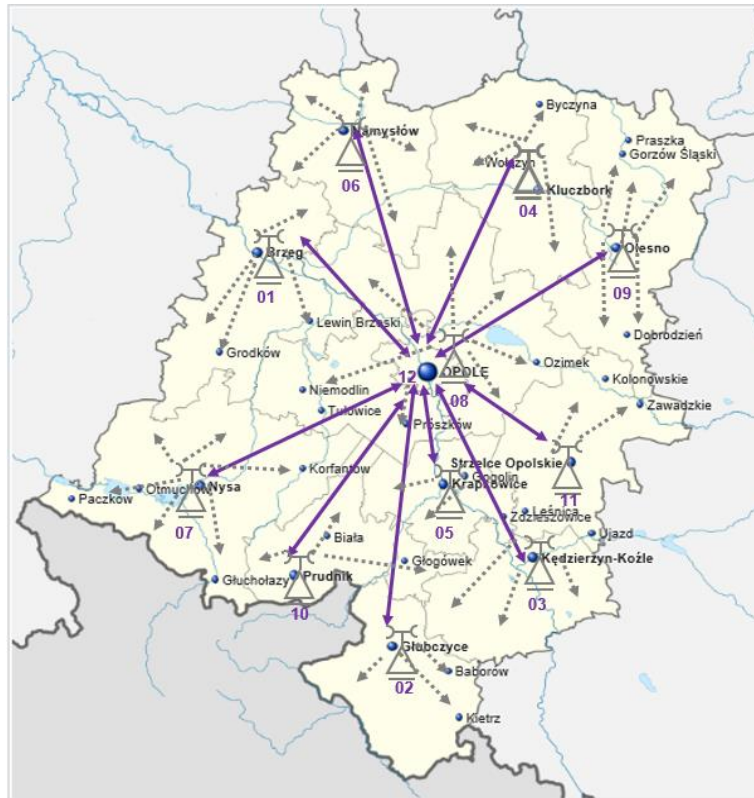 Byczyna
Namysłów
Praszka
Gorzów Śląski
Wołczyn
06
Kluczbork
04
Brzeg
Olesno
01
09
Lewin Brzeski
Dobrodzień
Grodków
Ozimek
12
OPOLE
Kolonowskie
Niemodlin
08
Zawadzkie
Tułowice
Prószków
Korfantów
Strzelce Opolskie
Gogolin
Otmuchów
Nysa
Krapkowice
11
Paczków
Leśnica
Zdzieszowice
07
05
Ujazd
Biała
Głogówek
Kędzierzyn-Koźle
Głuchołazy
Prudnik
03
10
Głubczyce
02
Baborów
Kietrz